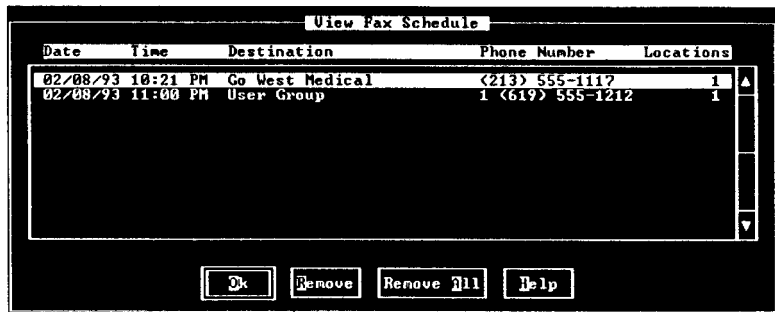 View Fax Schedule
Date Time Destination Phone Number Locations
02/08/93 10:21 PM Go West Medical (213) 555-1117 1
02/08/93 11:00 PM User Group 1 (619) 555-1212 1
Ok Remove Remove All Help